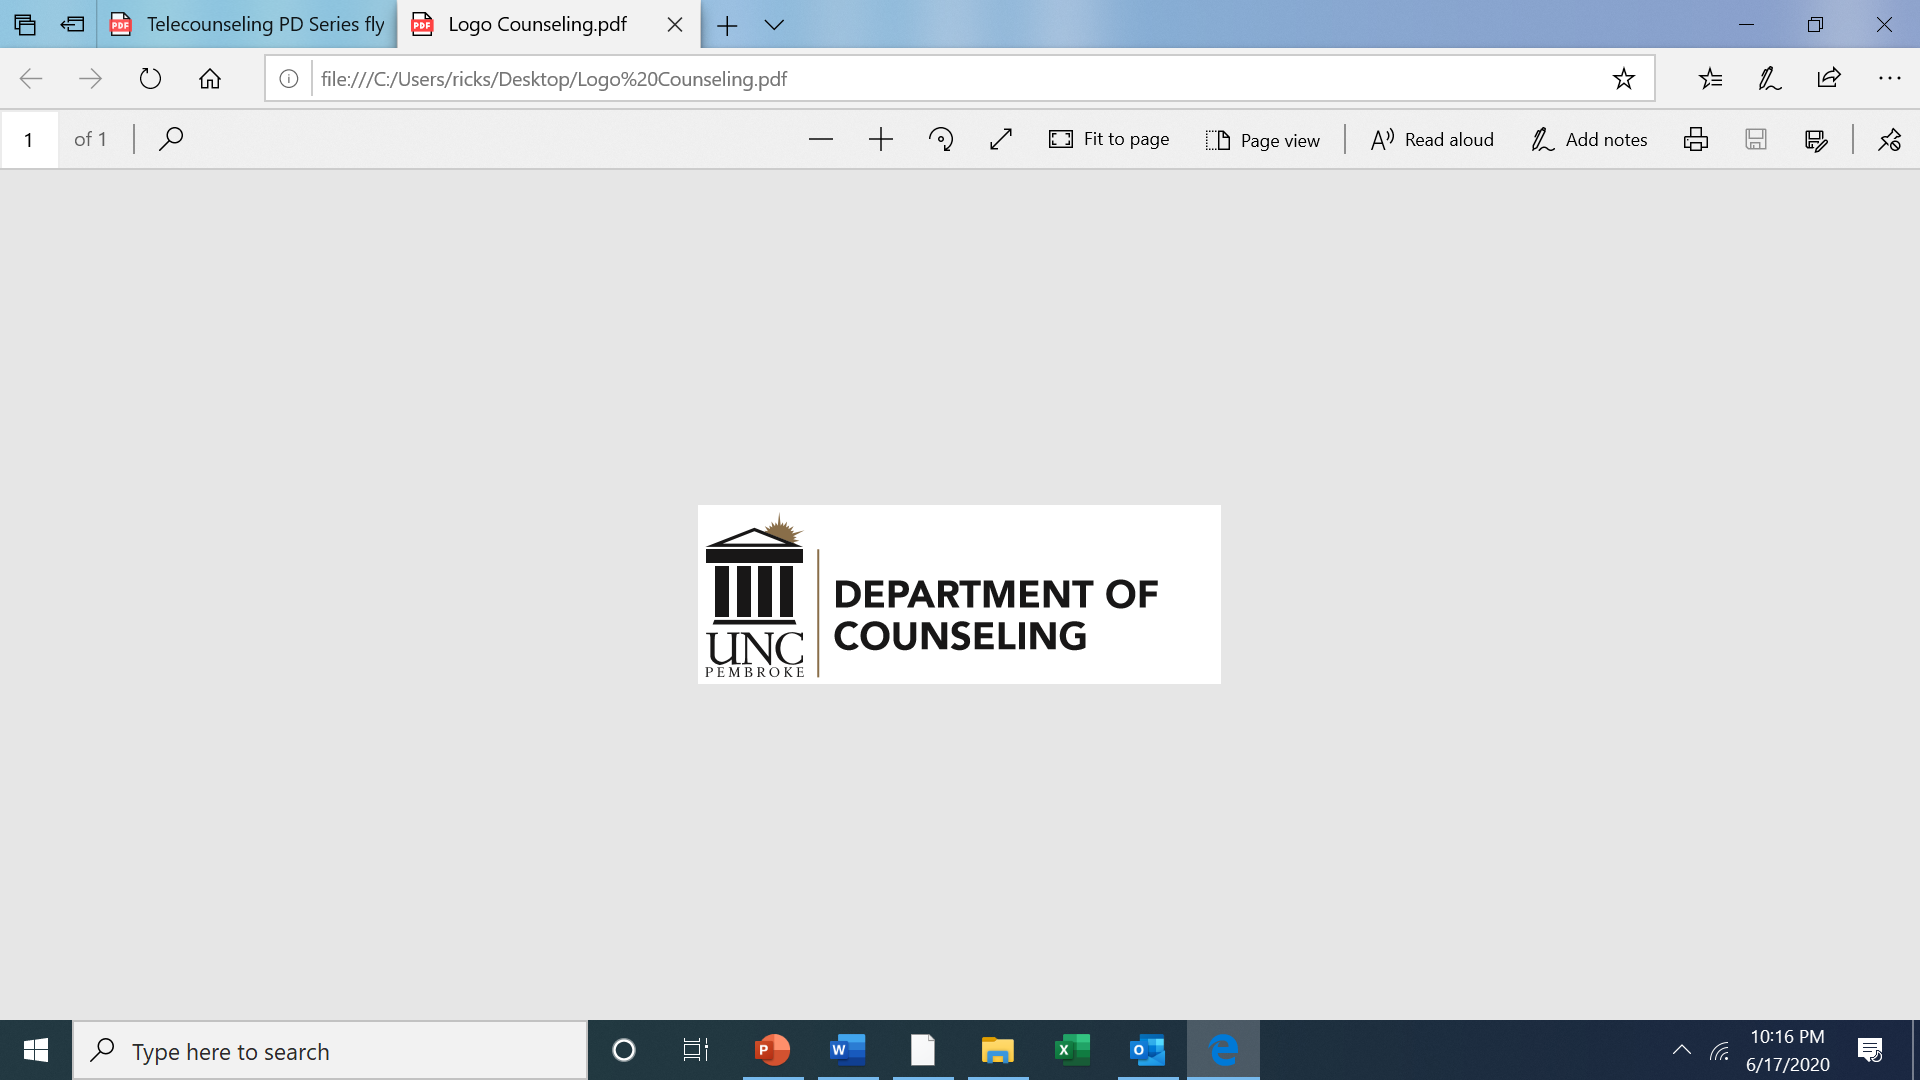 Telecounseling PD Series fly
Logo Counseling.pdf
file:///C:/Users/ricks/Desktop/Logo%20Counseling.pdf
1 of 1
Fit to page
Page view
Read aloud
Add notes
DEPARTMENT OF
COUNSELING
UNC
PEMBROKE
Type here to search
10:16 PM
6/17/2020